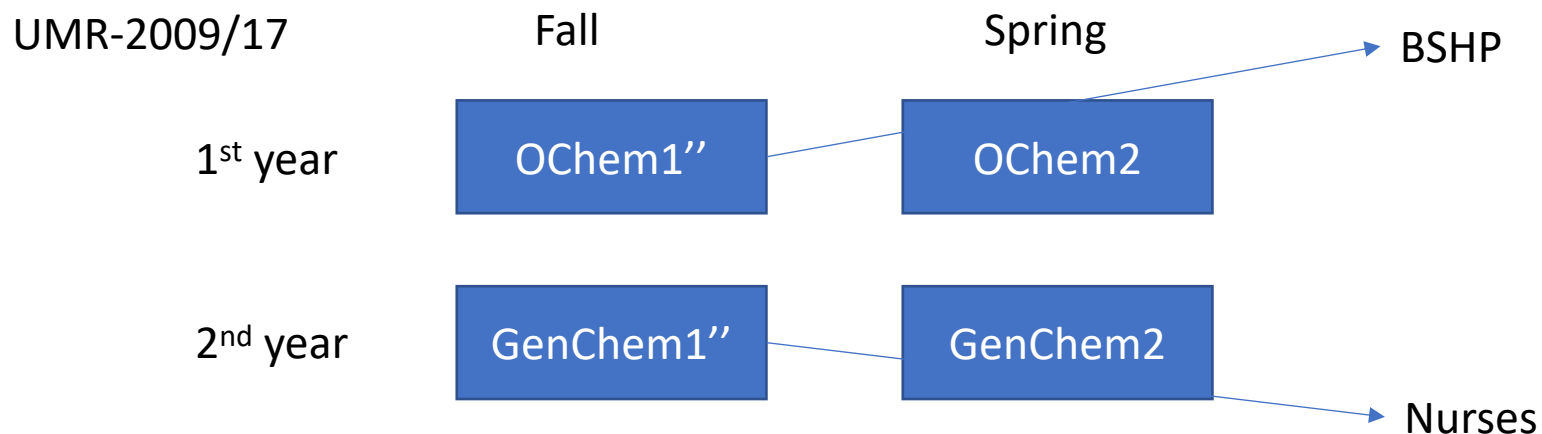 UMR-2009/17
Fall
Spring
BSHP
1st year
OChem1’’
OChem2
2nd year
GenChem1’’
GenChem2
Nurses